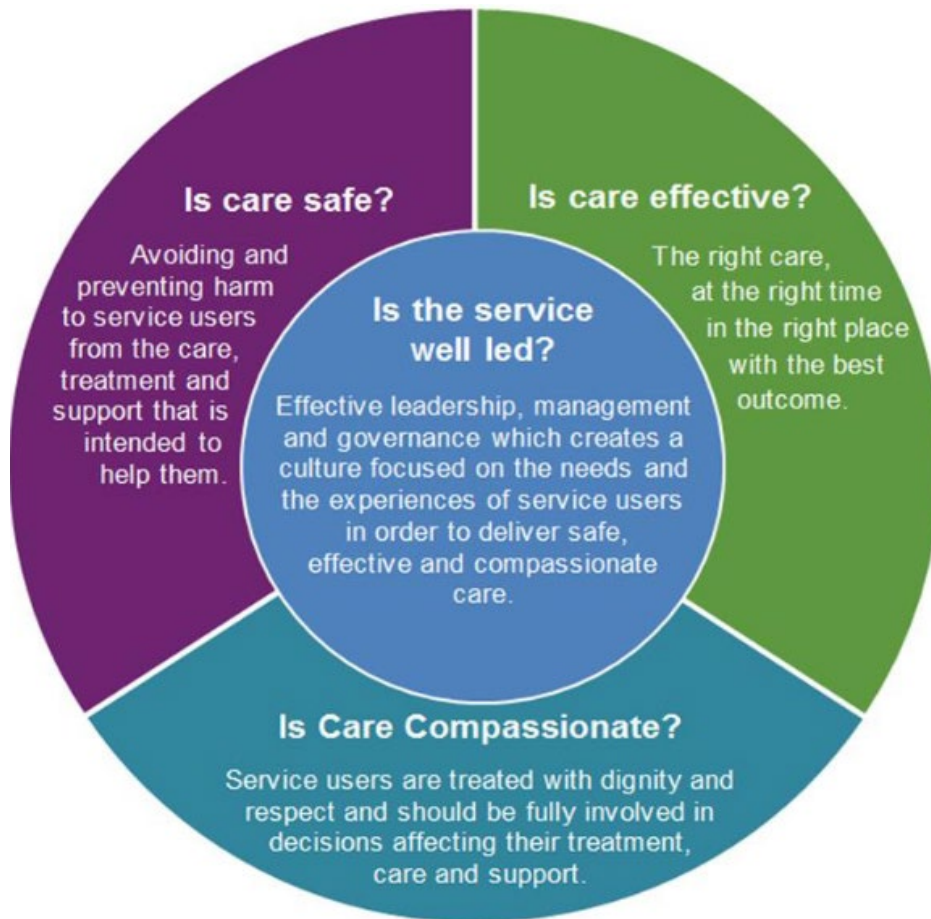 Is care safe?
Avoiding and
preventing harm
to service users
from the care,
treatment and
support that is
intended to
help them.
Is care effective?
The right care,
at the right time
in the right place
with the best
outcome.
Is the service
well led?
Effective leadership, management
and governance which creates a
culture focused on the needs and
the experiences of service users
in order to deliver safe,
effective and compassionate
care.
Is Care Compassionate?
Service users are treated with dignity and
respect and should be fully involved in
decisions affecting their treatment,
care and support.